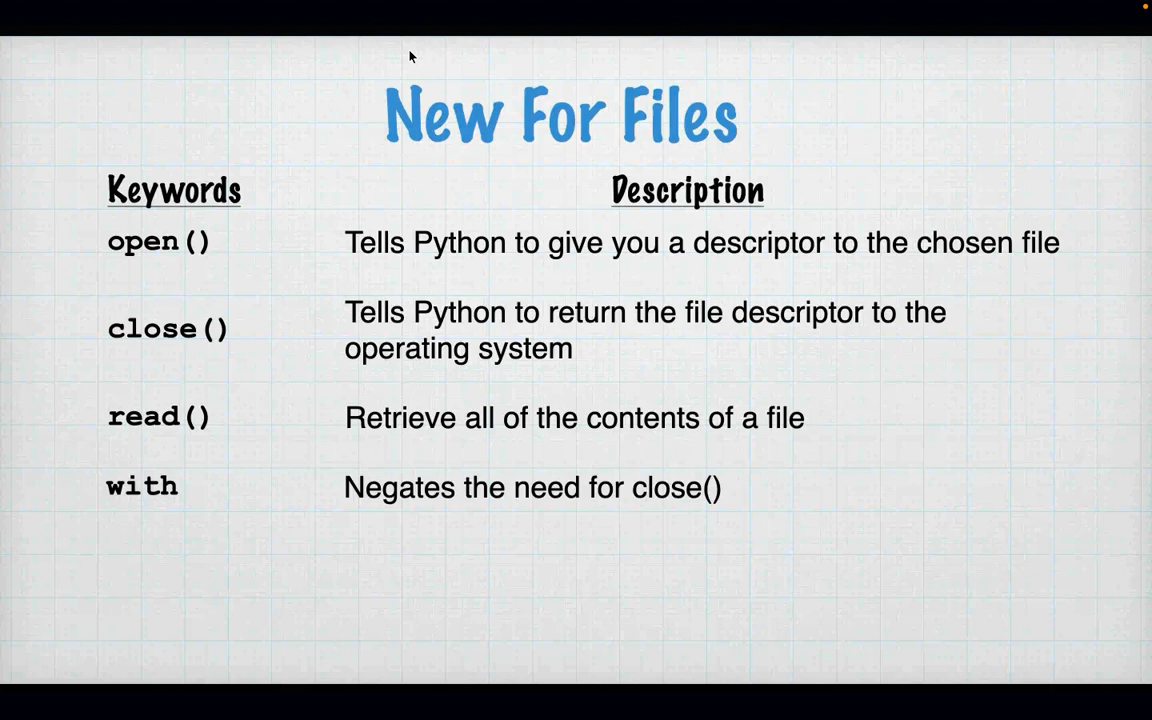 New For Files
Keywords Description
open() Tells Python to give you a descriptor to the chosen file
close() Tells Python to return the file descriptor to the
operating system
read() Retrieve all of the contents of a file
with Negates the need for close()